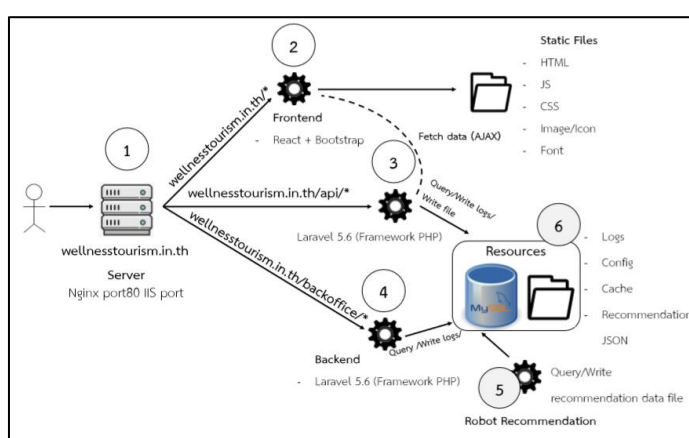 1
wellnesstourism.in.th
Server
Nginx port80 IIS port
wellnesstourism.in.th/*
2
Frontend
- React + Bootstrap
Static Files
- HTML
- JS
- CSS
- Image/Icon
- Font
Fetch data (AJAX)
wellnesstourism.in.th/api/*
3
Laravel 5.6 (Framework PHP)
Query/Write logs/
Write file
wellnesstourism.in.th/backoffice/*
4
Backend
- Laravel 5.6 (Framework PHP)
Query /Write logs/
6
Resources
MySQL
- Logs
- Config
- Cache
- Recommendation
JSON
5
Query/Write
recommendation data file
Robot Recommendation